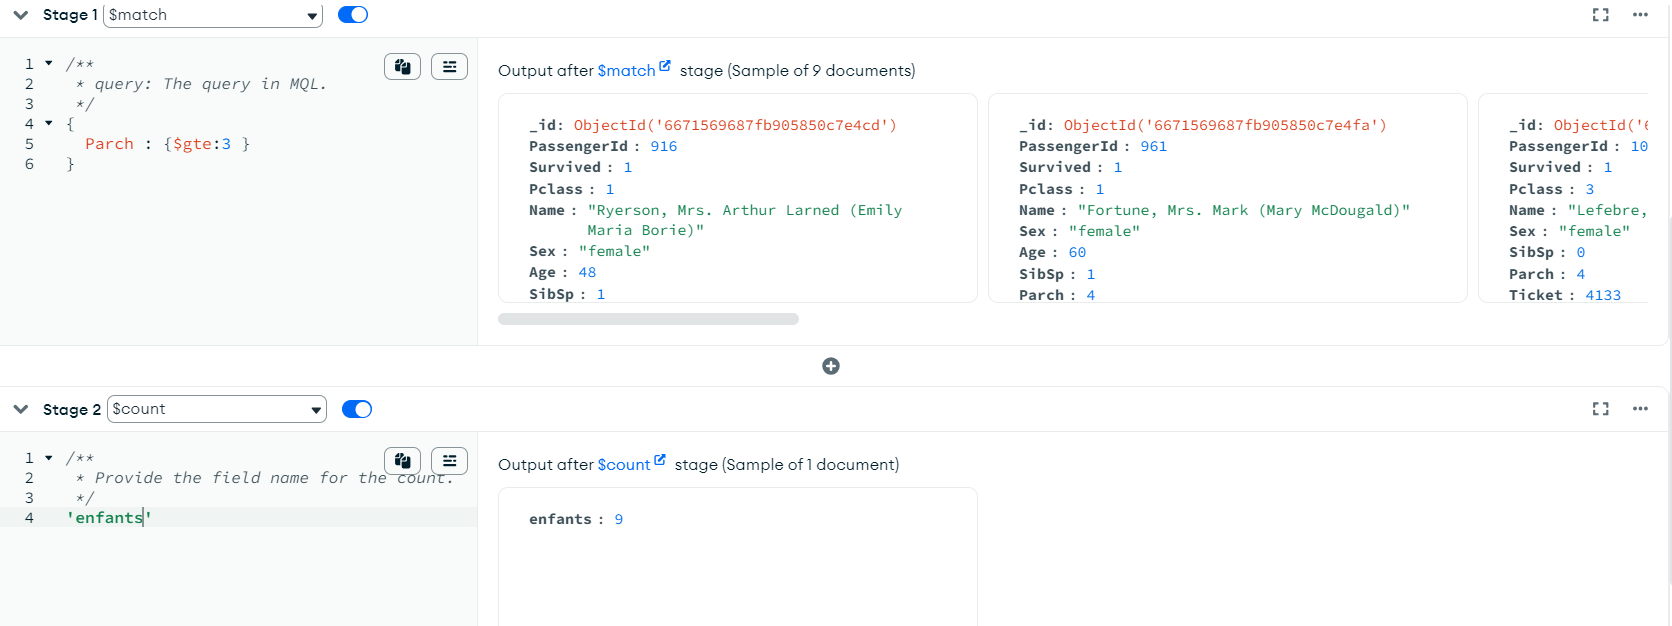 Stage 1 $match
1 /**
2 * query: The query in MQL.
3 */
4 {
5 Parch : {$gte:3 }
6 }
Output after $match stage (Sample of 9 documents)
_id: ObjectId('6671569687fb905850c7e4cd')
PassengerId : 916
Survived : 1
Pclass : 1
Name : "Ryerson, Mrs. Arthur Larned (Emily
Maria Borie)"
Sex : "female"
Age : 48
SibSp : 1
_id: ObjectId('6671569687fb905850c7e4fa')
PassengerId : 961
Survived : 1
Pclass : 1
Name : "Fortune, Mrs. Mark (Mary McDougald)"
Sex : "female"
Age : 60
SibSp : 1
Parch : 4
_id: ObjectId('6
PassengerId : 10
Survived : 1
Pclass : 3
Name : "Lefebre,
Sex : "female"
SibSp : 0
Parch : 4
Ticket : 4133
Stage 2 $count
1 /**
2 * Provide the field name for the count.
3 */
4 'enfants'
Output after $count stage (Sample of 1 document)
enfants : 9